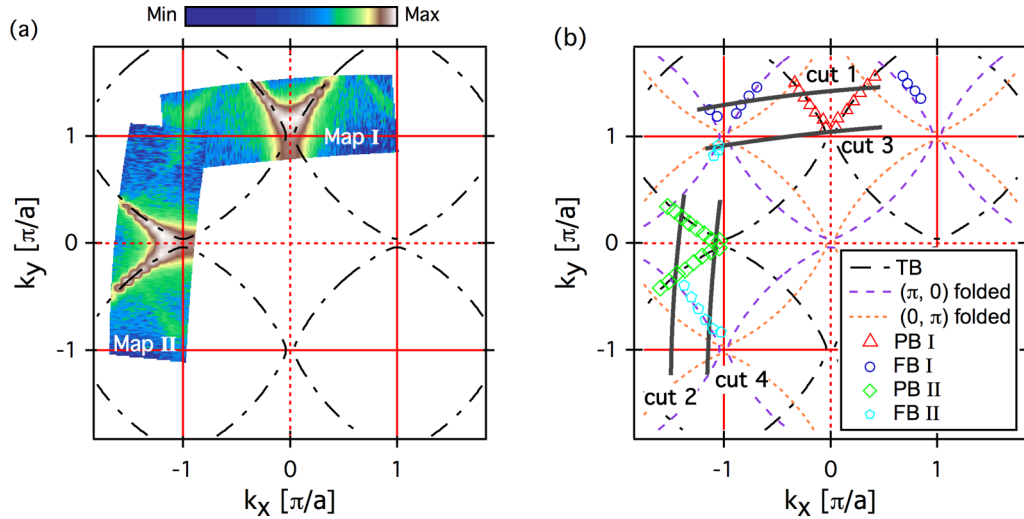 (a)
Min
Max
Map I
Map II
1
0
-1
-1
0
1
ky [π/a]
kx [π/a]
(b)
cut 1
cut 3
cut 2
cut 4
1
0
-1
-1
0
1
ky [π/a]
kx [π/a]
TB
(π, 0) folded
(0, π) folded
PB I
FB I
PB II
FB II